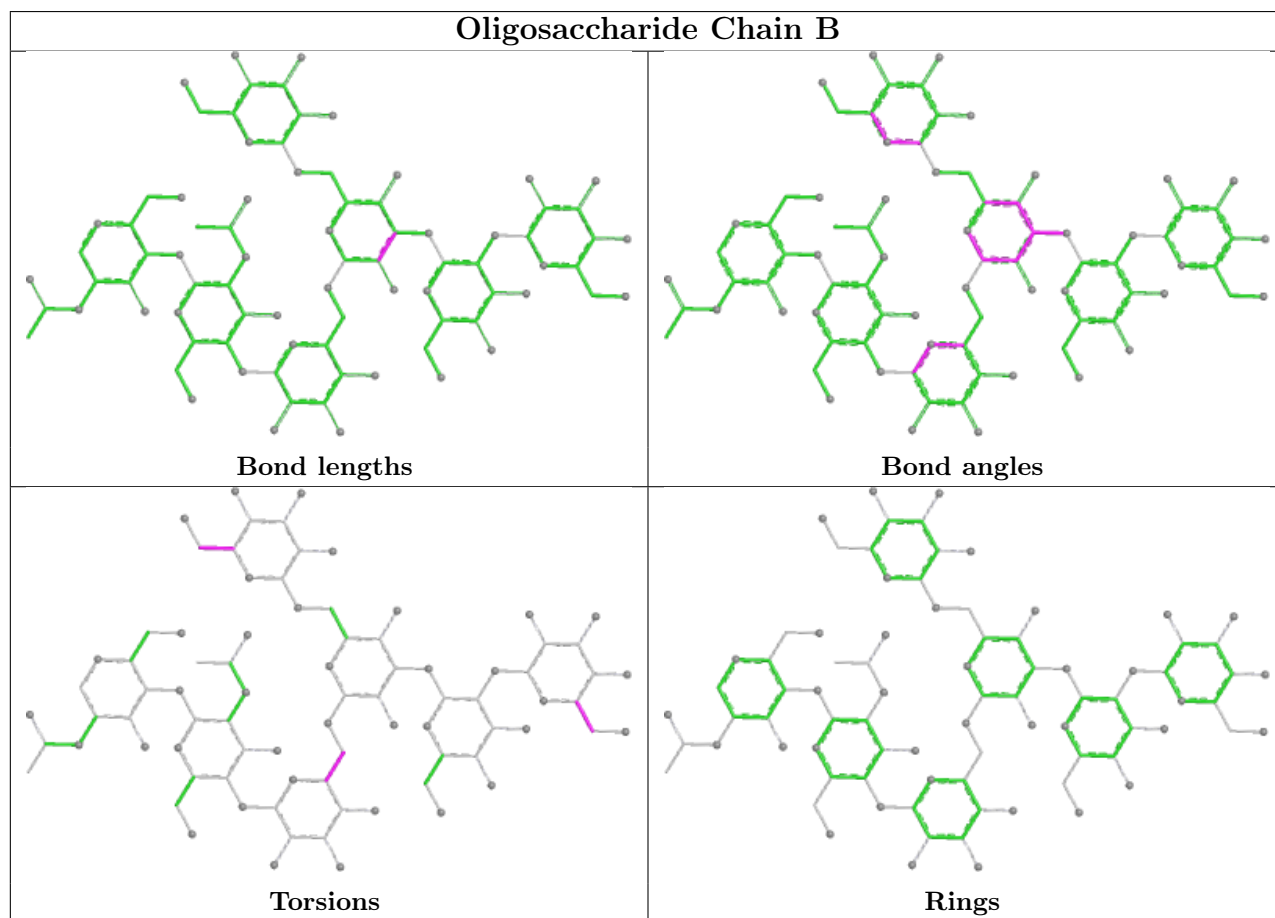 Oligosaccharide Chain B
Bond lengths
Bond angles
Torsions
Rings